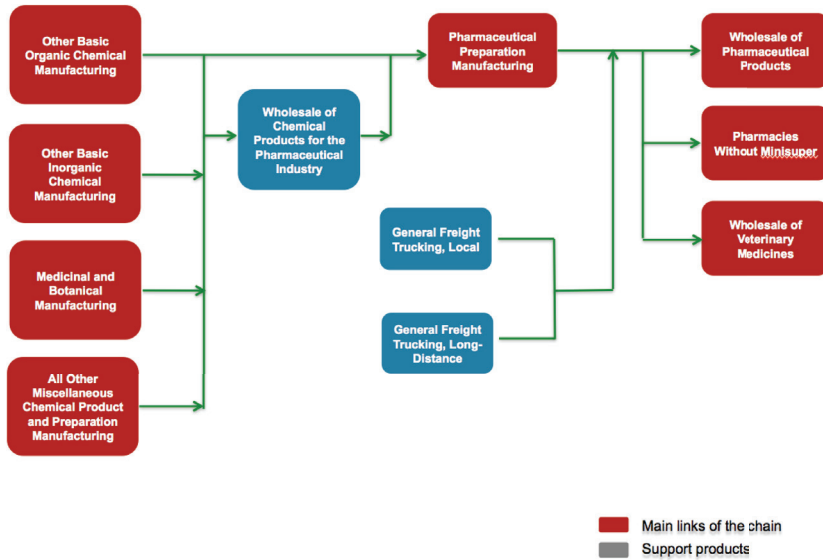 Other Basic
Organic Chemical
Manufacturing
Other Basic
Inorganic
Chemical
Manufacturing
Medicinal and
Botanical
Manufacturing
All Other
Miscellaneous
Chemical Product
and Preparation
Manufacturing
Wholesale of
Chemical
Products for the
Pharmaceutical
Industry
Pharmaceutical
Preparation
Manufacturing
General Freight
Trucking, Local
General Freight
Trucking, Long-
Distance
Wholesale of
Pharmaceutical
Products
Pharmacies
Without Minisuper
Wholesale of
Veterinary
Medicines
Main links of the chain
Support products